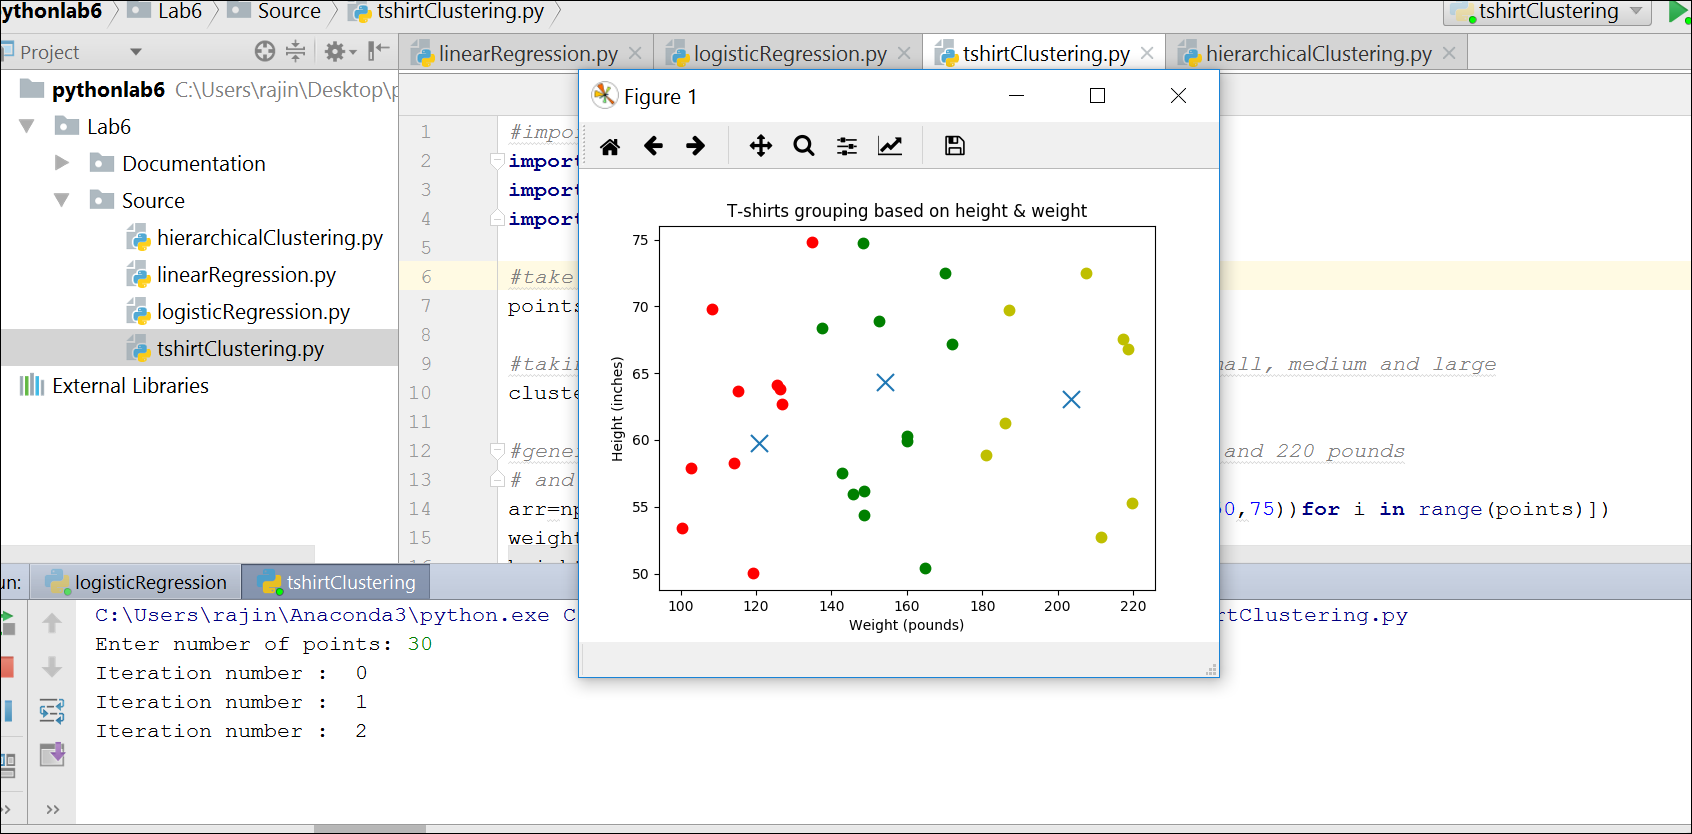 ythonlab6 Lab6 Source tshirtClustering.py tshirtClustering
Project
linearRegression.py logisticRegression.py tshirtClustering.py hierarchicalClustering.py
pythonlab6 C:\Users\rajin\Desktop\p
Lab6
Documentation
Source
hierarchicalClustering.py
linearRegression.py
logisticRegression.py
tshirtClustering.py
External Libraries
1 #impo
2 import
3 import
4 import
5
6 #take
7 points
8
9 #takin mall, medium and large
10 cluste
11
12 #gener and 220 pounds
13 # and
14 arr=np 0,75))for i in range(points)])
15 weight
Figure 1
T-shirts grouping based on height & weight
75
70
65
60
55
50
Height (inches)
100 120 140 160 180 200 220
Weight (pounds)
un: logisticRegression tshirtClustering
C:\Users\rajin\Anaconda3\python.exe C rtClustering.py
Enter number of points: 30
Iteration number : 0
Iteration number : 1
Iteration number : 2